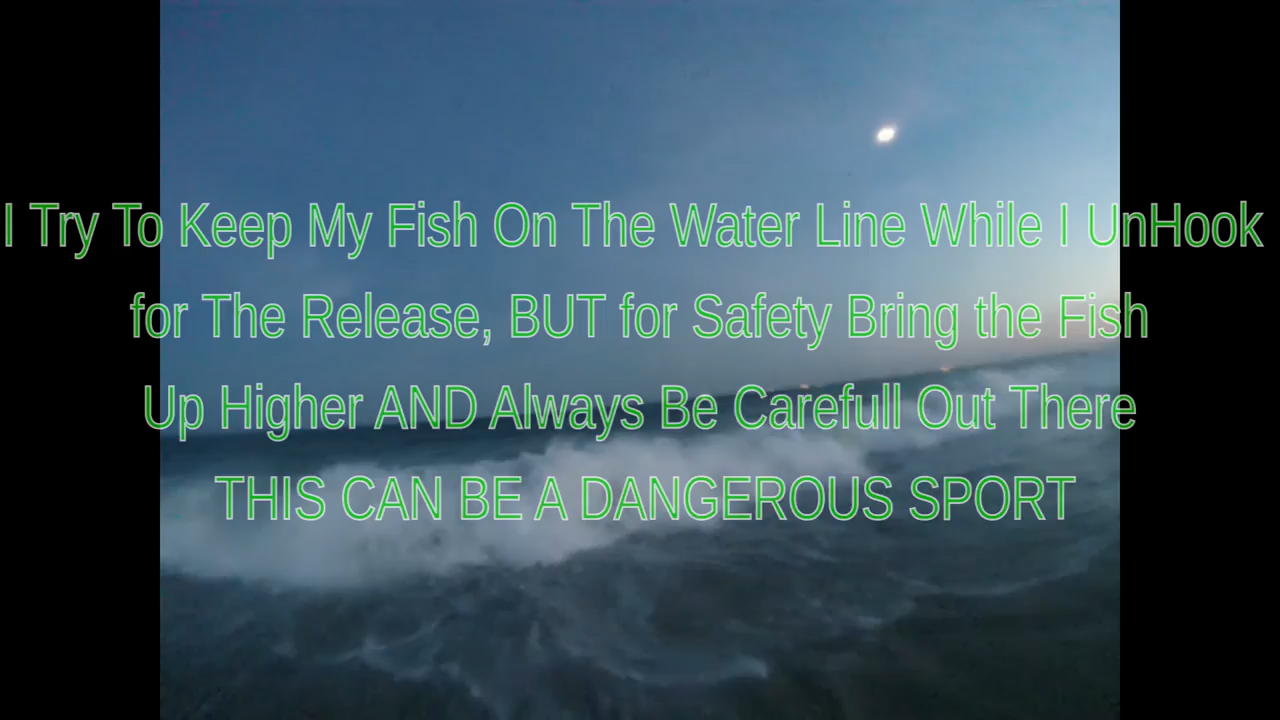 I Try To Keep My Fish On The Water Line While I UnHook
for The Release, BUT for Safety Bring the Fish
Up Higher AND Always Be Carefull Out There
THIS CAN BE A DANGEROUS SPORT